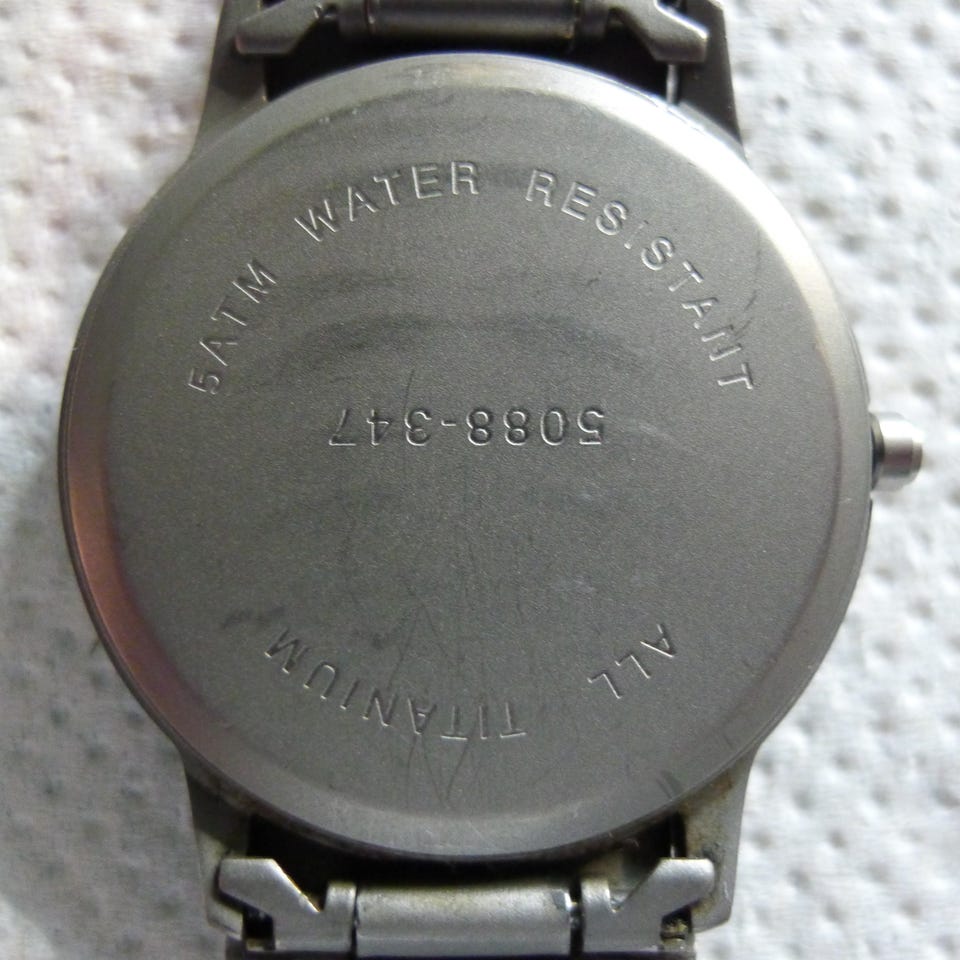 5ATM WATER RESISTANT
5088-347
ALL TITANIUM